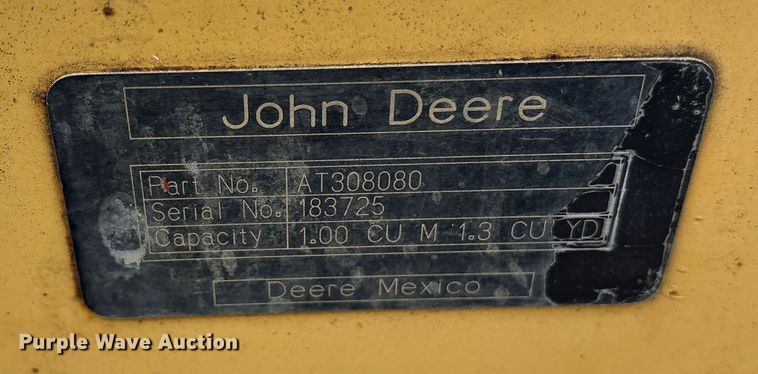 John Deere
Part No. AT308080
Serial No. 183725
Capacity 1.00 CU M 1.3 CU YD
Deere Mexico
Purple Wave Auction